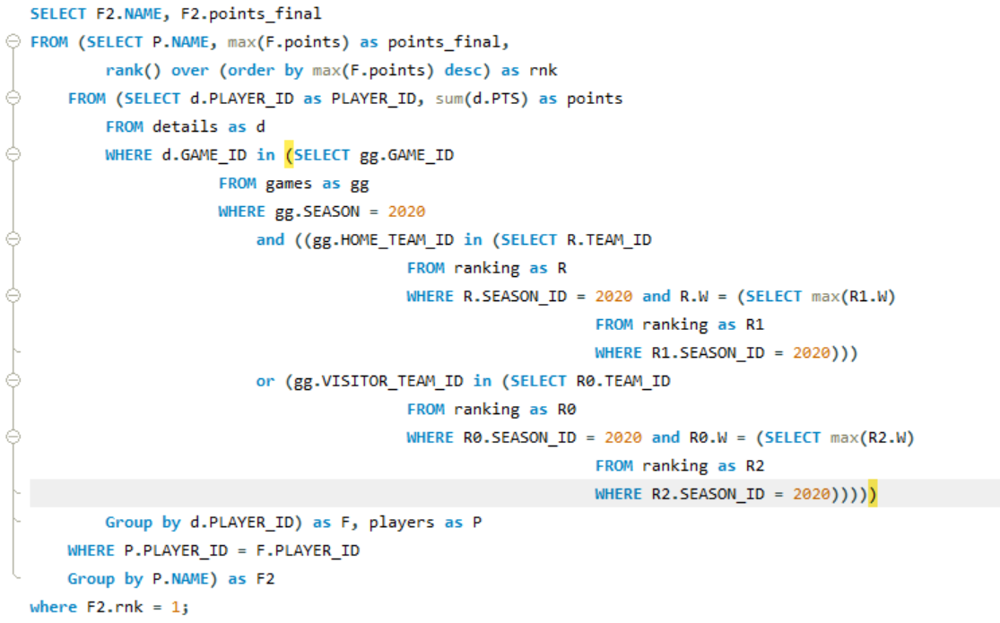 SELECT F2.NAME, F2.points_final
FROM (SELECT P.NAME, max(F.points) as points_final,
rank() over (order by max(F.points) desc) as rnk
FROM (SELECT d.PLAYER_ID as PLAYER_ID, sum(d.PTS) as points
FROM details as d
WHERE d.GAME_ID in (SELECT gg.GAME_ID
FROM games as gg
WHERE gg.SEASON = 2020
and ((gg.HOME_TEAM_ID in (SELECT R.TEAM_ID
FROM ranking as R
WHERE R.SEASON_ID = 2020 and R.W = (SELECT max(R1.W)
FROM ranking as R1
WHERE R1.SEASON_ID = 2020)))
or (gg.VISITOR_TEAM_ID in (SELECT R0.TEAM_ID
FROM ranking as R0
WHERE R0.SEASON_ID = 2020 and R0.W = (SELECT max(R2.W)
FROM ranking as R2
WHERE R2.SEASON_ID = 2020)))))
Group by d.PLAYER_ID) as F, players as P
WHERE P.PLAYER_ID = F.PLAYER_ID
Group by P.NAME) as F2
where F2.rnk = 1;